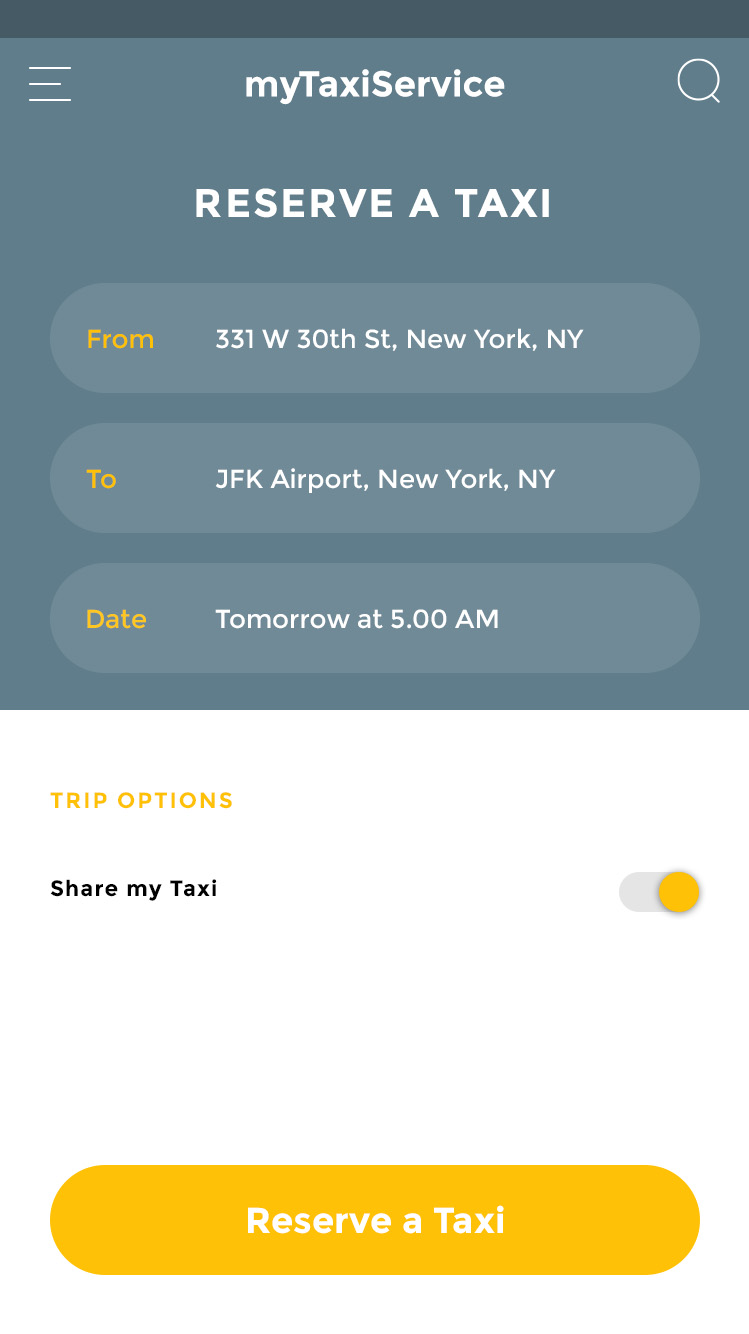 myTaxiService
RESERVE A TAXI
From 331 W 30th St, New York, NY
To JFK Airport, New York, NY
Date Tomorrow at 5.00 AM
TRIP OPTIONS
Share my Taxi
Reserve a Taxi